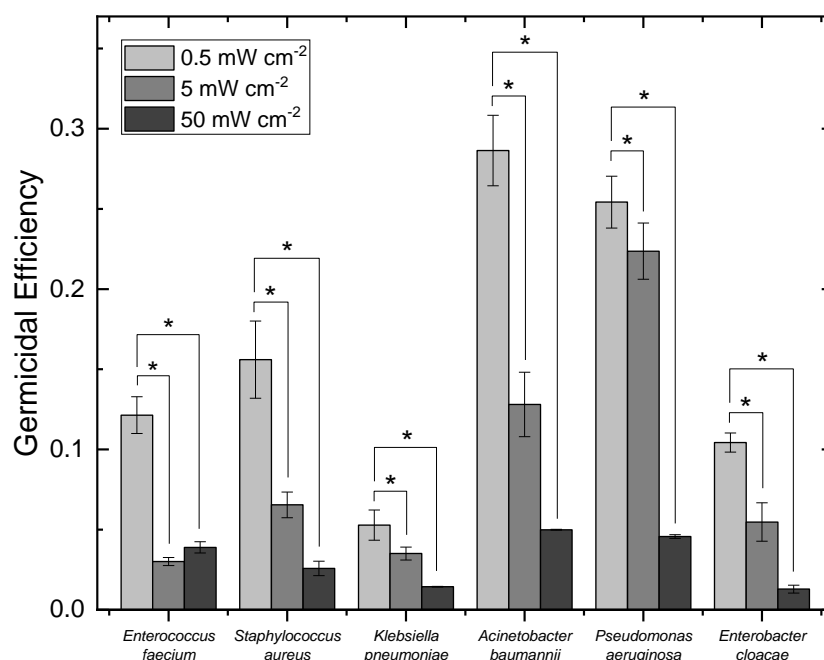 0.5 mW cm-2
5 mW cm-2
50 mW cm-2
Germicidal Efficiency
0.3
0.2
0.1
0.0
* *
* *
* *
* *
* *
* *
Enterococcus faecium
Staphylococcus aureus
Klebsiella pneumoniae
Acinetobacter baumannii
Pseudomonas aeruginosa
Enterobacter cloacae